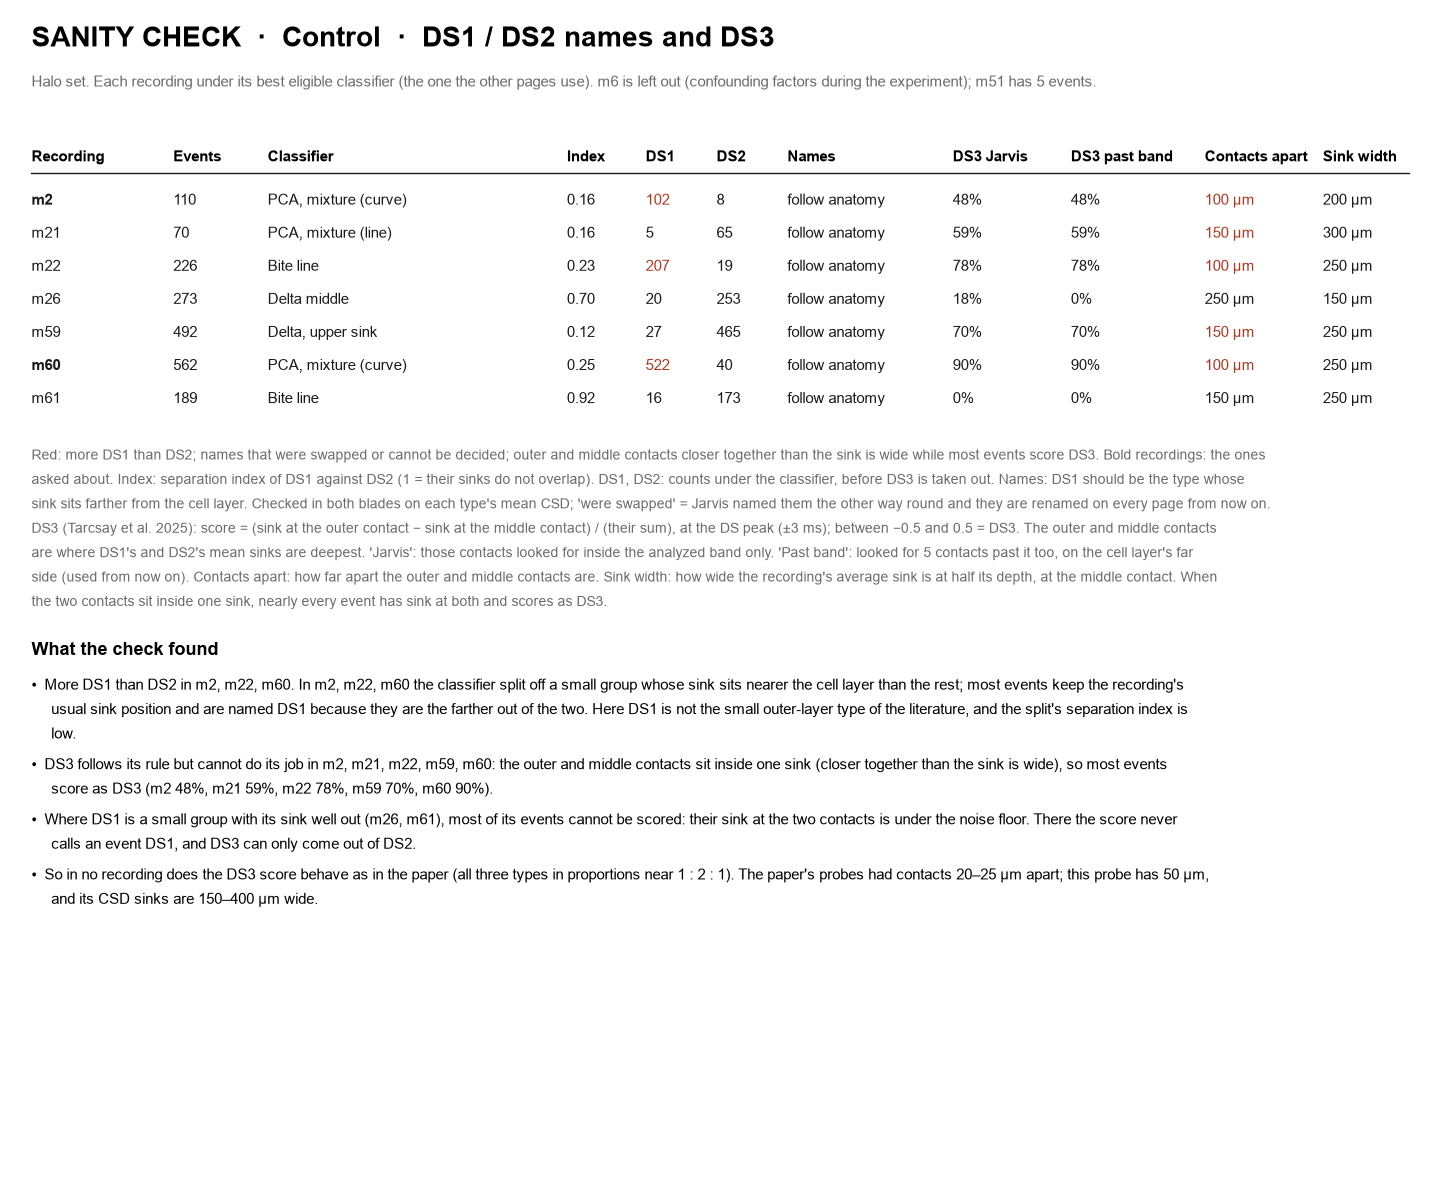 SANITY CHECK · Control · DS1 / DS2 names and DS3
Halo set. Each recording under its best eligible classifier (the one the other pages use). m6 is left out (confounding factors during the experiment); m51 has 5 events.
Recording Events Classifier Index DS1 DS2 Names DS3 Jarvis DS3 past band Contacts apart Sink width
m2 110 PCA, mixture (curve) 0.16 102 8 follow anatomy 48% 48% 100 µm 200 µm
m21 70 PCA, mixture (line) 0.16 5 65 follow anatomy 59% 59% 150 µm 300 µm
m22 226 Bite line 0.23 207 19 follow anatomy 78% 78% 100 µm 250 µm
m26 273 Delta middle 0.70 20 253 follow anatomy 18% 0% 250 µm 150 µm
m59 492 Delta, upper sink 0.12 27 465 follow anatomy 70% 70% 150 µm 250 µm
m60 562 PCA, mixture (curve) 0.25 522 40 follow anatomy 90% 90% 100 µm 250 µm
m61 189 Bite line 0.92 16 173 follow anatomy 0% 0% 150 µm 250 µm
Red: more DS1 than DS2; names that were swapped or cannot be decided; outer and middle contacts closer together than the sink is wide while most events score DS3. Bold recordings: the ones
asked about. Index: separation index of DS1 against DS2 (1 = their sinks do not overlap). DS1, DS2: counts under the classifier, before DS3 is taken out. Names: DS1 should be the type whose
sink sits farther from the cell layer. Checked in both blades on each type's mean CSD; 'were swapped' = Jarvis named them the other way round and they are renamed on every page from now on.
DS3 (Tarcsay et al. 2025): score = (sink at the outer contact − sink at the middle contact) / (their sum), at the DS peak (±3 ms); between −0.5 and 0.5 = DS3. The outer and middle contacts
are where DS1's and DS2's mean sinks are deepest. 'Jarvis': those contacts looked for inside the analyzed band only. 'Past band': looked for 5 contacts past it too, on the cell layer's far
side (used from now on). Contacts apart: how far apart the outer and middle contacts are. Sink width: how wide the recording's average sink is at half its depth, at the middle contact. When
the two contacts sit inside one sink, nearly every event has sink at both and scores as DS3.
What the check found
• More DS1 than DS2 in m2, m22, m60. In m2, m22, m60 the classifier split off a small group whose sink sits nearer the cell layer than the rest; most events keep the recording's
usual sink position and are named DS1 because they are the farther out of the two. Here DS1 is not the small outer-layer type of the literature, and the split's separation index is
low.
• DS3 follows its rule but cannot do its job in m2, m21, m22, m59, m60: the outer and middle contacts sit inside one sink (closer together than the sink is wide), so most events
score as DS3 (m2 48%, m21 59%, m22 78%, m59 70%, m60 90%).
• Where DS1 is a small group with its sink well out (m26, m61), most of its events cannot be scored: their sink at the two contacts is under the noise floor. There the score never
calls an event DS1, and DS3 can only come out of DS2.
• So in no recording does the DS3 score behave as in the paper (all three types in proportions near 1 : 2 : 1). The paper's probes had contacts 20–25 µm apart; this probe has 50 µm,
and its CSD sinks are 150–400 µm wide.